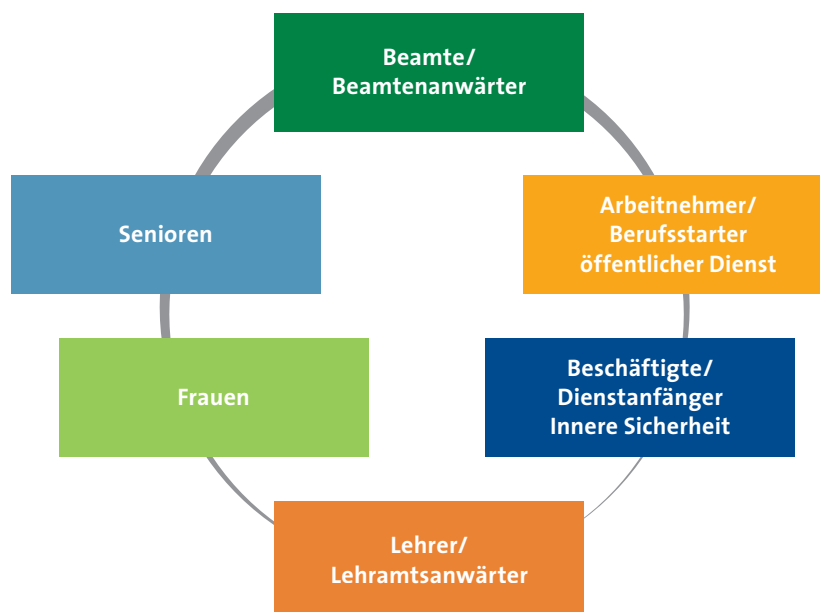 Beamte/
Beamtenanwärter
Arbeitnehmer/
Berufsstarter
öffentlicher Dienst
Beschäftigte/
Dienstanfänger
Innere Sicherheit
Lehrer/
Lehramtsanwärter
Frauen
Senioren